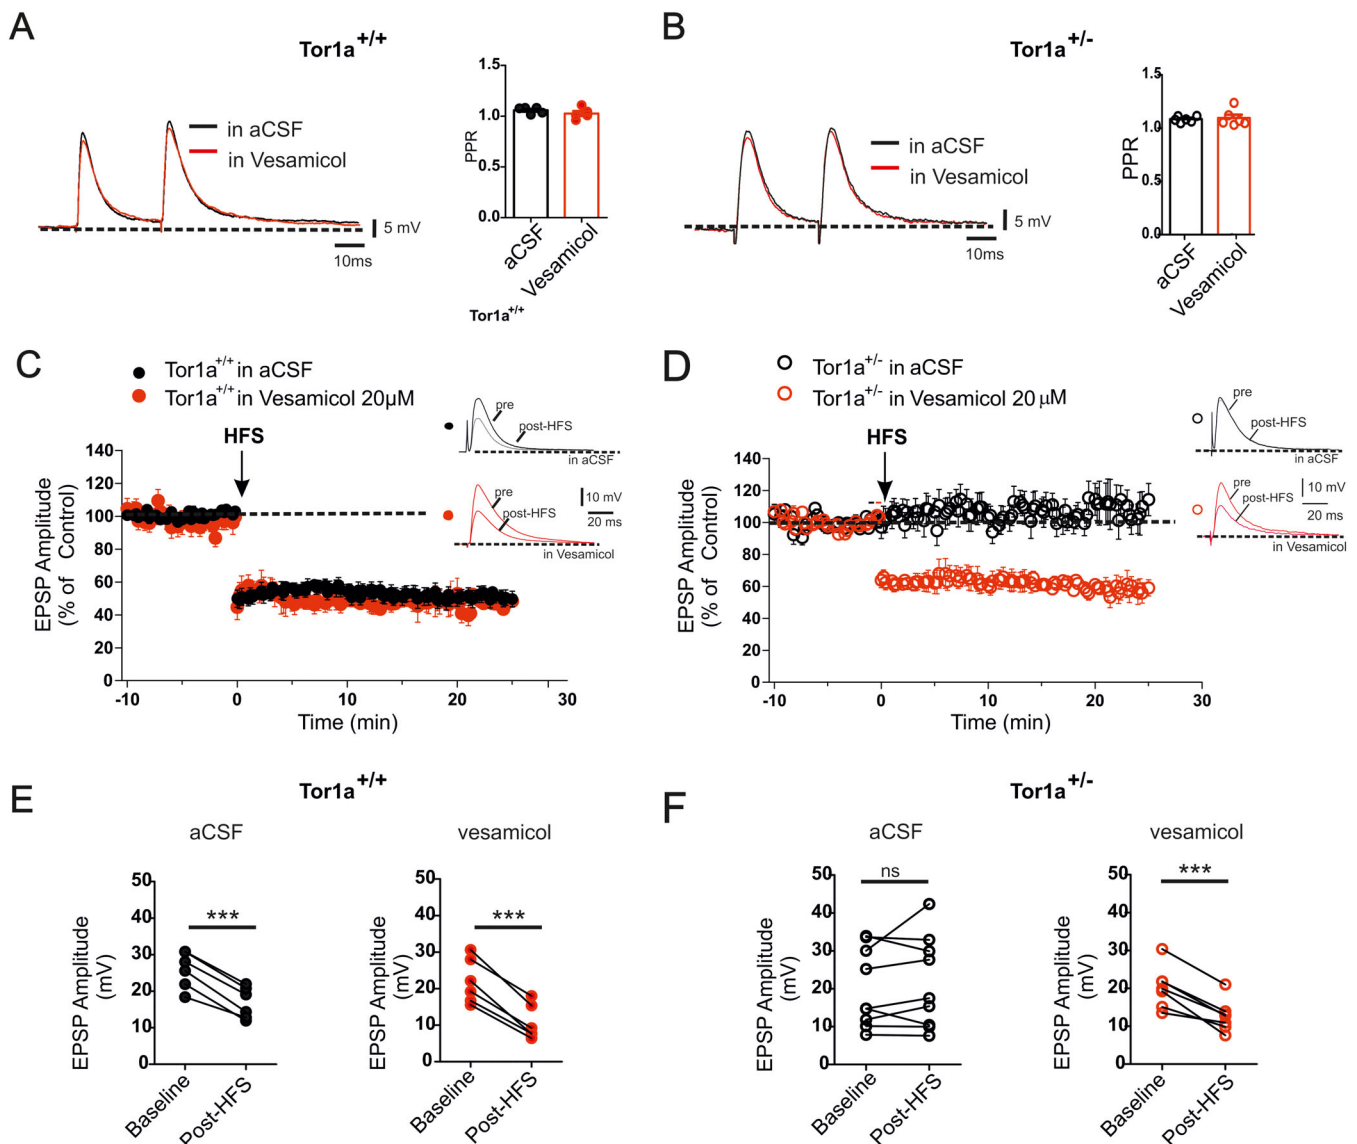 A
Tor1a+/+
in aCSF
in Vesamicol
5 mV
10ms
PPR
1.5
1.0
0.5
0.0
aCSF
Vesamicol
Tor1a+/+
B
Tor1a+/-
in aCSF
in Vesamicol
5 mV
10ms
PPR
1.5
1.0
0.5
0.0
aCSF
Vesamicol
C
Tor1a+/+ in aCSF
Tor1a+/+ in Vesamicol 20µM
HFS
pre
post-HFS
in aCSF
pre
post-HFS
in Vesamicol
10 mV
20 ms
EPSP Amplitude
(% of Control)
140
120
100
80
60
40
20
0
-10
0
10
20
30
Time (min)
D
Tor1a+/- in aCSF
Tor1a+/- in Vesamicol 20 µM
HFS
pre
post-HFS
in aCSF
pre
post-HFS
in Vesamicol
10 mV
20 ms
EPSP Amplitude
(% of Control)
140
120
100
80
60
40
20
0
-10
0
10
20
30
Time (min)
E
Tor1a+/+
aCSF
EPSP Amplitude
(mV)
50
40
30
20
10
0
***
Baseline
Post-HFS
vesamicol
EPSP Amplitude
(mV)
50
40
30
20
10
0
***
Baseline
Post-HFS
F
Tor1a+/-
aCSF
EPSP Amplitude
(mV)
50
40
30
20
10
0
ns
Baseline
Post-HFS
vesamicol
EPSP Amplitude
(mV)
50
40
30
20
10
0
***
Baseline
Post-HFS